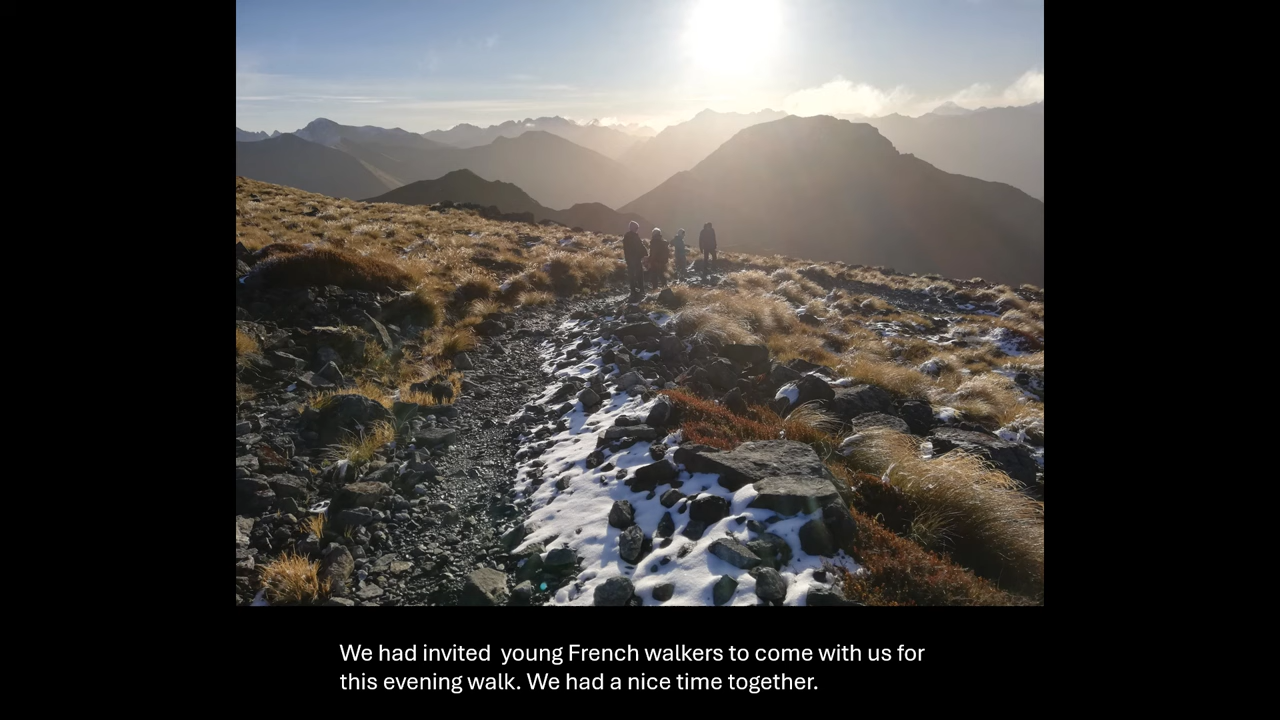 We had invited  young French walkers to come with us for
this evening walk. We had a nice time together.